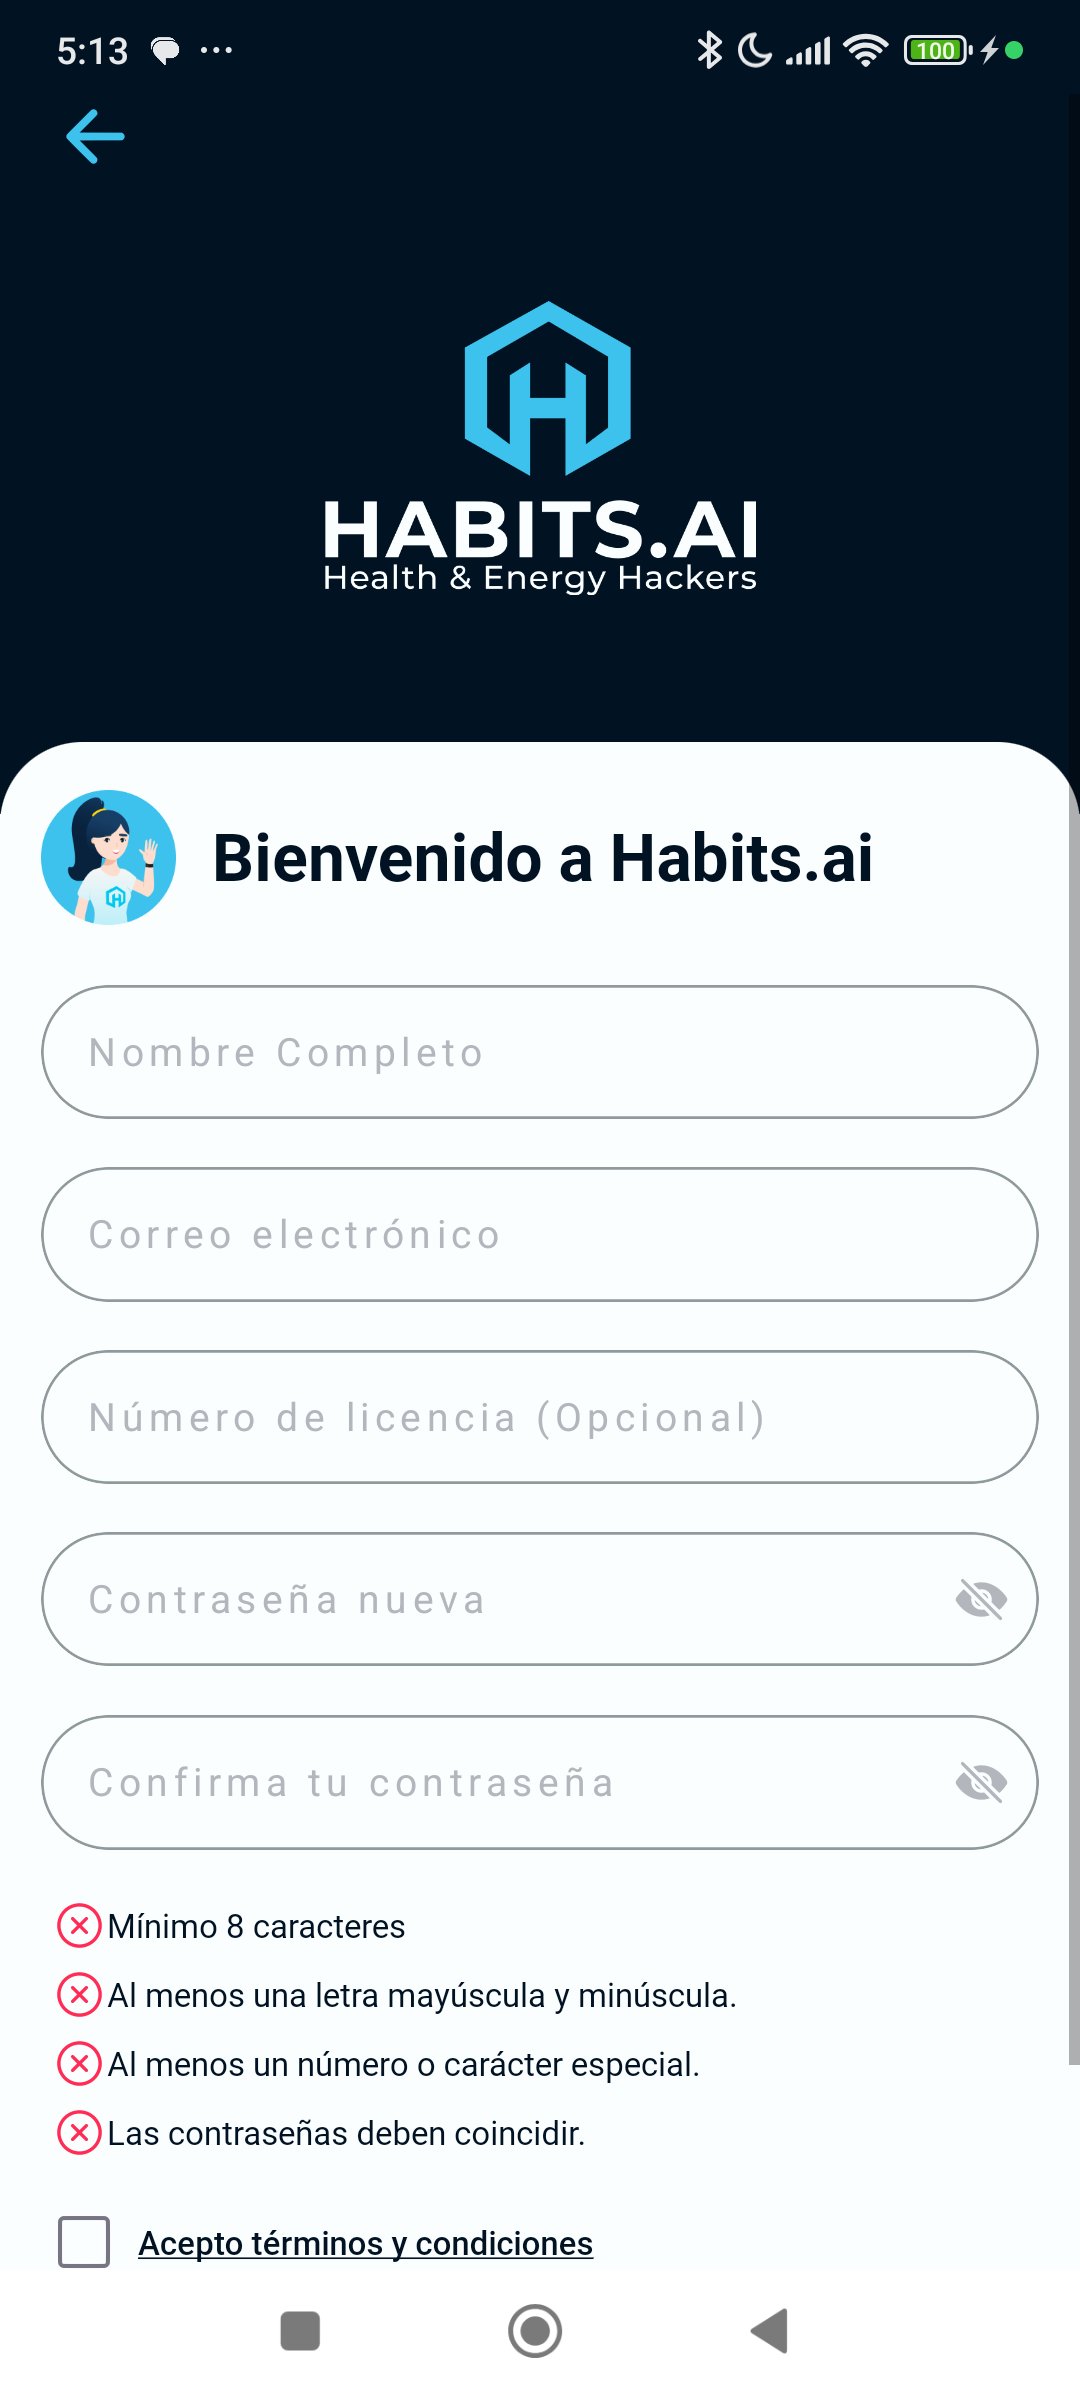 5:13
100
HABITS.AI
Health & Energy Hackers
Bienvenido a Habits.ai
Nombre Completo
Correo electrónico
Número de licencia (Opcional)
Contraseña nueva
Confirma tu contraseña
Mínimo 8 caracteres
Al menos una letra mayúscula y minúscula.
Al menos un número o carácter especial.
Las contraseñas deben coincidir.
Acepto términos y condiciones